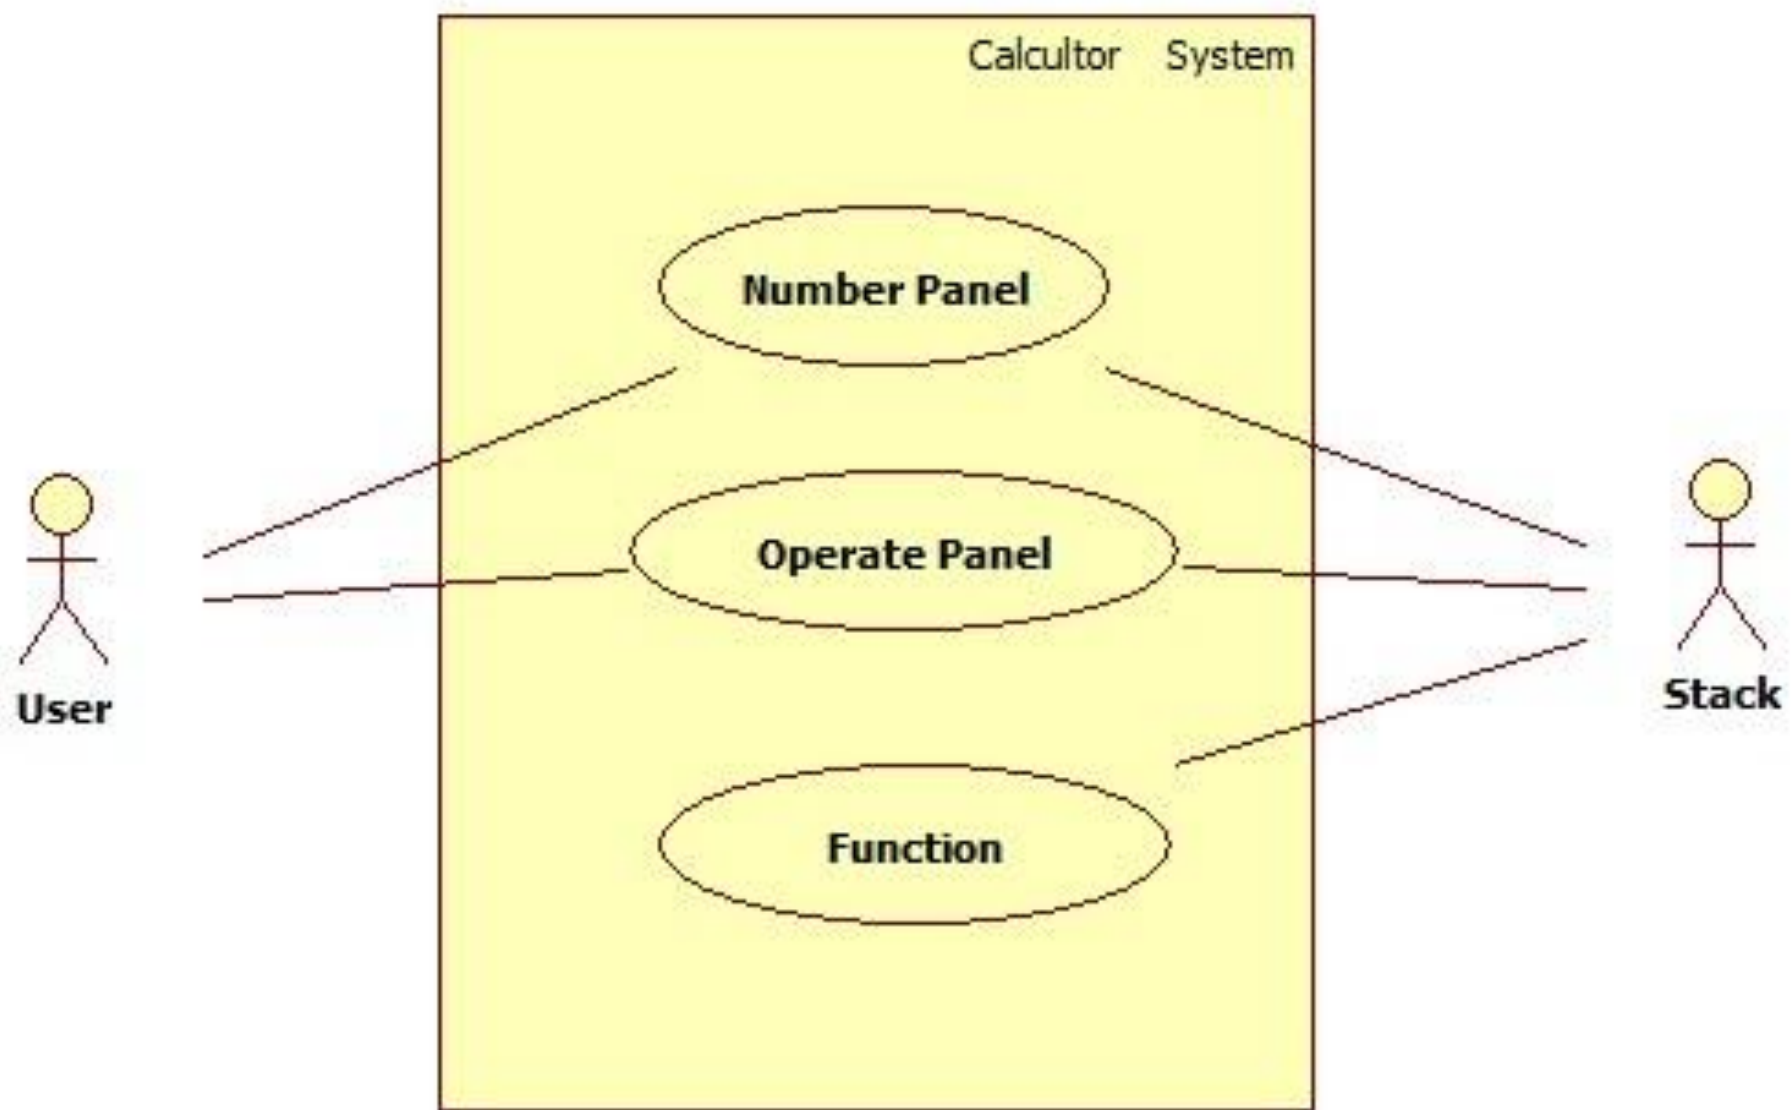 Calcultor System
Number Panel
Operate Panel
User
Stack
Function